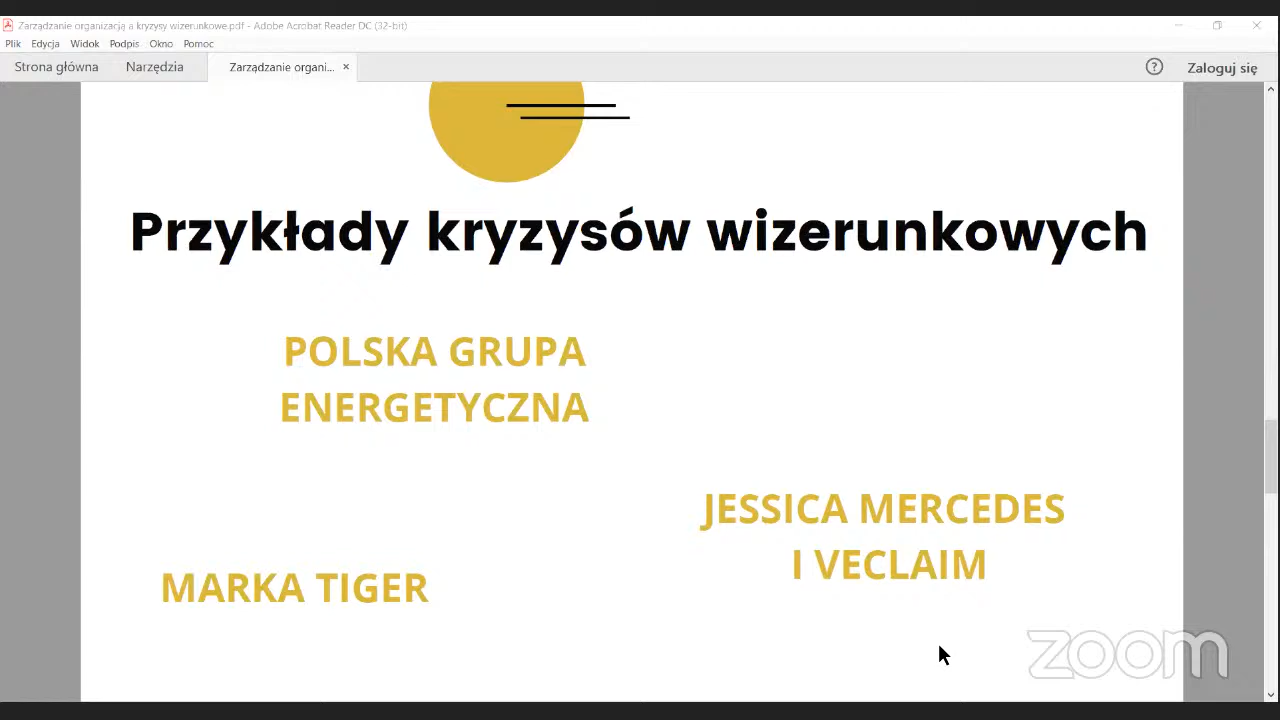 Zarządzanie organizacją a kryzysy wizerunkowe.pdf - Adobe Acrobat Reader DC (32-bit)
Plik Edycja Widok Podpis Okno Pomoc
Strona główna Narzędzia Zarządzanie organi... × ? Zaloguj się
Przykłady kryzysów wizerunkowych
POLSKA GRUPA
ENERGETYCZNA
JESSICA MERCEDES
I VECLAIM
MARKA TIGER
zoom